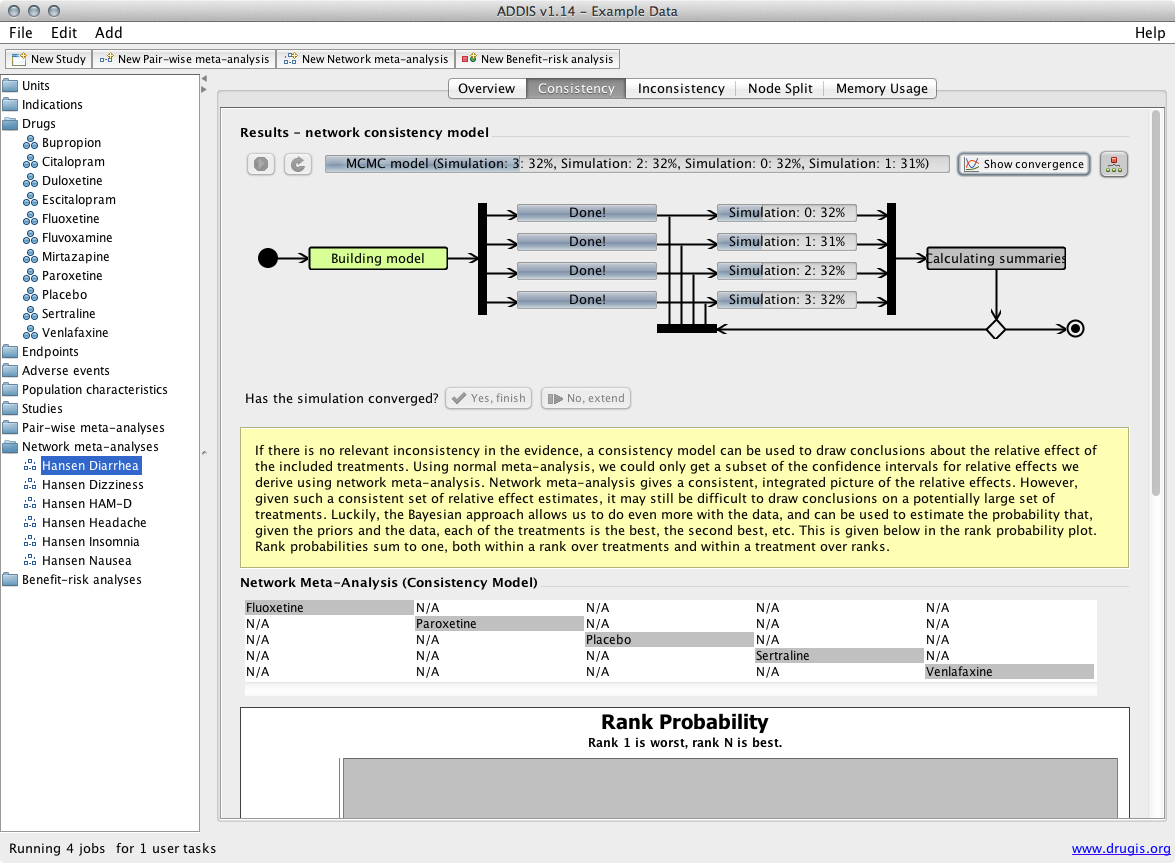 ADDIS v1.14 – Example Data
File Edit Add Help
New Study New Pair-wise meta-analysis New Network meta-analysis New Benefit-risk analysis
Units
Indications
Drugs
Bupropion
Citalopram
Duloxetine
Escitalopram
Fluoxetine
Fluvoxamine
Mirtazapine
Paroxetine
Placebo
Sertraline
Venlafaxine
Endpoints
Adverse events
Population characteristics
Studies
Pair-wise meta-analyses
Network meta-analyses
Hansen Diarrhea
Hansen Dizziness
Hansen HAM-D
Hansen Headache
Hansen Insomnia
Hansen Nausea
Benefit-risk analyses
Overview Consistency Inconsistency Node Split Memory Usage
Results – network consistency model
MCMC model (Simulation: 3: 32%, Simulation: 2: 32%, Simulation: 0: 32%, Simulation: 1: 31%) Show convergence
Done! Simulation: 0: 32%
Done! Simulation: 1: 31%
Building model Calculating summaries
Done! Simulation: 2: 32%
Done! Simulation: 3: 32%
Has the simulation converged? Yes, finish No, extend
If there is no relevant inconsistency in the evidence, a consistency model can be used to draw conclusions about the relative effect of
the included treatments. Using normal meta-analysis, we could only get a subset of the confidence intervals for relative effects we
derive using network meta-analysis. Network meta-analysis gives a consistent, integrated picture of the relative effects. However,
given such a consistent set of relative effect estimates, it may still be difficult to draw conclusions on a potentially large set of
treatments. Luckily, the Bayesian approach allows us to do even more with the data, and can be used to estimate the probability that,
given the priors and the data, each of the treatments is the best, the second best, etc. This is given below in the rank probability plot.
Rank probabilities sum to one, both within a rank over treatments and within a treatment over ranks.
Network Meta-Analysis (Consistency Model)
Fluoxetine N/A N/A N/A N/A
N/A Paroxetine N/A N/A N/A
N/A N/A Placebo N/A N/A
N/A N/A N/A Sertraline N/A
N/A N/A N/A N/A Venlafaxine
Rank Probability
Rank 1 is worst, rank N is best.
Running 4 jobs for 1 user tasks
www.drugis.org